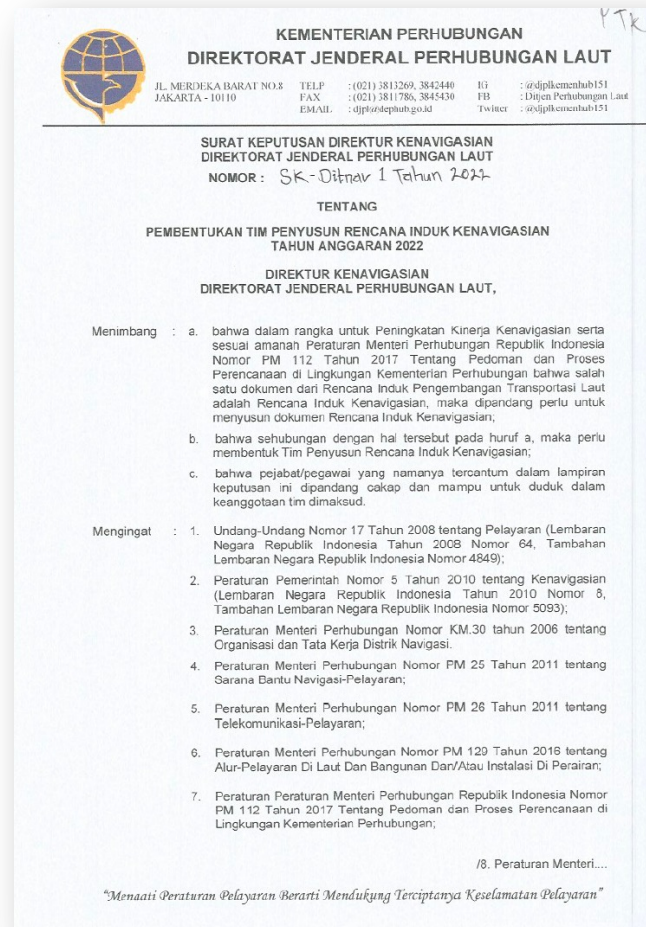 YTK
KEMENTERIAN PERHUBUNGAN
DIREKTORAT JENDERAL PERHUBUNGAN LAUT
JL. MERDEKA BARAT NO.8 TELP : (021) 3813269, 3842440 IG : @djplkemenhub151
JAKARTA - 10110 FAX : (021) 3811786, 3845430 FB : Ditjen Perhubungan Laut
EMAIL : djpl@dephub.go.id Twitter : @djplkemenhub151
SURAT KEPUTUSAN DIREKTUR KENAVIGASIAN
DIREKTORAT JENDERAL PERHUBUNGAN LAUT
NOMOR : SK-Ditnav 1 Tahun 2022
TENTANG
PEMBENTUKAN TIM PENYUSUN RENCANA INDUK KENAVIGASIAN
TAHUN ANGGARAN 2022
DIREKTUR KENAVIGASIAN
DIREKTORAT JENDERAL PERHUBUNGAN LAUT,
Menimbang : a. bahwa dalam rangka untuk Peningkatan Kinerja Kenavigasian serta
sesuai amanah Peraturan Menteri Perhubungan Republik Indonesia
Nomor PM 112 Tahun 2017 Tentang Pedoman dan Proses
Perencanaan di Lingkungan Kementerian Perhubungan bahwa salah
satu dokumen dari Rencana Induk Pengembangan Transportasi Laut
adalah Rencana Induk Kenavigasian, maka dipandang perlu untuk
menyusun dokumen Rencana Induk Kenavigasian;
b. bahwa sehubungan dengan hal tersebut pada huruf a, maka perlu
membentuk Tim Penyusun Rencana Induk Kenavigasian;
c. bahwa pejabat/pegawai yang namanya tercantum dalam lampiran
keputusan ini dipandang cakap dan mampu untuk duduk dalam
keanggotaan tim dimaksud.
Mengingat : 1. Undang-Undang Nomor 17 Tahun 2008 tentang Pelayaran (Lembaran
Negara Republik Indonesia Tahun 2008 Nomor 64, Tambahan
Lembaran Negara Republik Indonesia Nomor 4849);
2. Peraturan Pemerintah Nomor 5 Tahun 2010 tentang Kenavigasian
(Lembaran Negara Republik Indonesia Tahun 2010 Nomor 8,
Tambahan Lembaran Negara Republik Indonesia Nomor 5093);
3. Peraturan Menteri Perhubungan Nomor KM.30 tahun 2006 tentang
Organisasi dan Tata Kerja Distrik Navigasi.
4. Peraturan Menteri Perhubungan Nomor PM 25 Tahun 2011 tentang
Sarana Bantu Navigasi-Pelayaran;
5. Peraturan Menteri Perhubungan Nomor PM 26 Tahun 2011 tentang
Telekomunikasi-Pelayaran;
6. Peraturan Menteri Perhubungan Nomor PM 129 Tahun 2016 tentang
Alur-Pelayaran Di Laut Dan Bangunan Dan/Atau Instalasi Di Perairan;
7. Peraturan Peraturan Menteri Perhubungan Republik Indonesia Nomor
PM 112 Tahun 2017 Tentang Pedoman dan Proses Perencanaan di
Lingkungan Kementerian Perhubungan;
/8. Peraturan Menteri....
“Menaati Peraturan Pelayaran Berarti Mendukung Terciptanya Keselamatan Pelayaran”